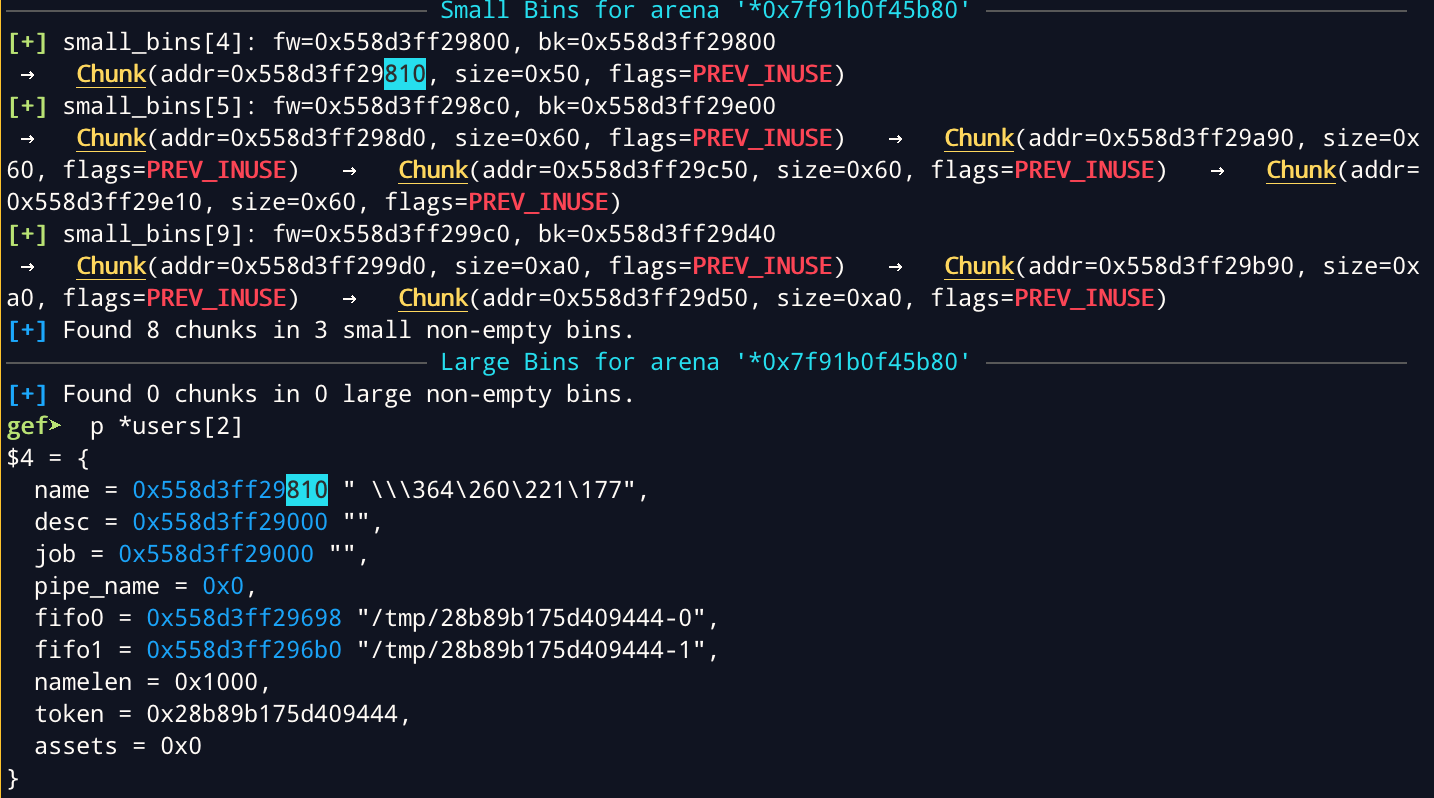 Small Bins for arena '*0x7f91b0f45b80'
[+] small_bins[4]: fw=0x558d3ff29800, bk=0x558d3ff29800
→ Chunk(addr=0x558d3ff29810, size=0x50, flags=PREV_INUSE)
[+] small_bins[5]: fw=0x558d3ff298c0, bk=0x558d3ff29e00
→ Chunk(addr=0x558d3ff298d0, size=0x60, flags=PREV_INUSE) → Chunk(addr=0x558d3ff29a90, size=0x
60, flags=PREV_INUSE) → Chunk(addr=0x558d3ff29c50, size=0x60, flags=PREV_INUSE) → Chunk(addr=
0x558d3ff29e10, size=0x60, flags=PREV_INUSE)
[+] small_bins[9]: fw=0x558d3ff299c0, bk=0x558d3ff29d40
→ Chunk(addr=0x558d3ff299d0, size=0xa0, flags=PREV_INUSE) → Chunk(addr=0x558d3ff29b90, size=0x
a0, flags=PREV_INUSE) → Chunk(addr=0x558d3ff29d50, size=0xa0, flags=PREV_INUSE)
[+] Found 8 chunks in 3 small non-empty bins.
Large Bins for arena '*0x7f91b0f45b80'
[+] Found 0 chunks in 0 large non-empty bins.
gef➤ p *users[2]
$4 = {
name = 0x558d3ff29810 " \\\364\260\221\177",
desc = 0x558d3ff29000 "",
job = 0x558d3ff29000 "",
pipe_name = 0x0,
fifo0 = 0x558d3ff29698 "/tmp/28b89b175d409444-0",
fifo1 = 0x558d3ff296b0 "/tmp/28b89b175d409444-1",
namelen = 0x1000,
token = 0x28b89b175d409444,
assets = 0x0
}